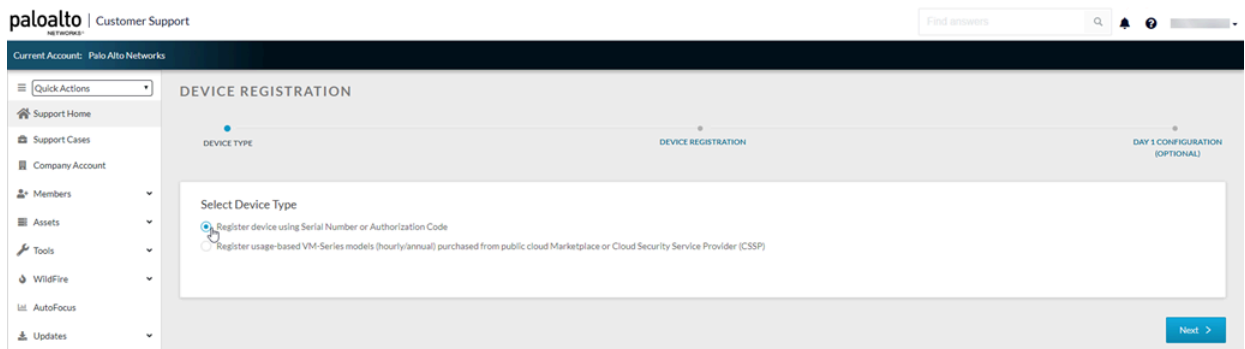 paloalto | Customer Support
NETWORKS®
Find answers
Current Account: Palo Alto Networks
Quick Actions
Support Home
Support Cases
Company Account
Members
Assets
Tools
WildFire
AutoFocus
Updates
DEVICE REGISTRATION
DEVICE TYPE
DEVICE REGISTRATION
DAY 1 CONFIGURATION
(OPTIONAL)
Select Device Type
Register device using Serial Number or Authorization Code
Register usage-based VM-Series models (hourly/annual) purchased from public cloud Marketplace or Cloud Security Service Provider (CSSP)
Next >